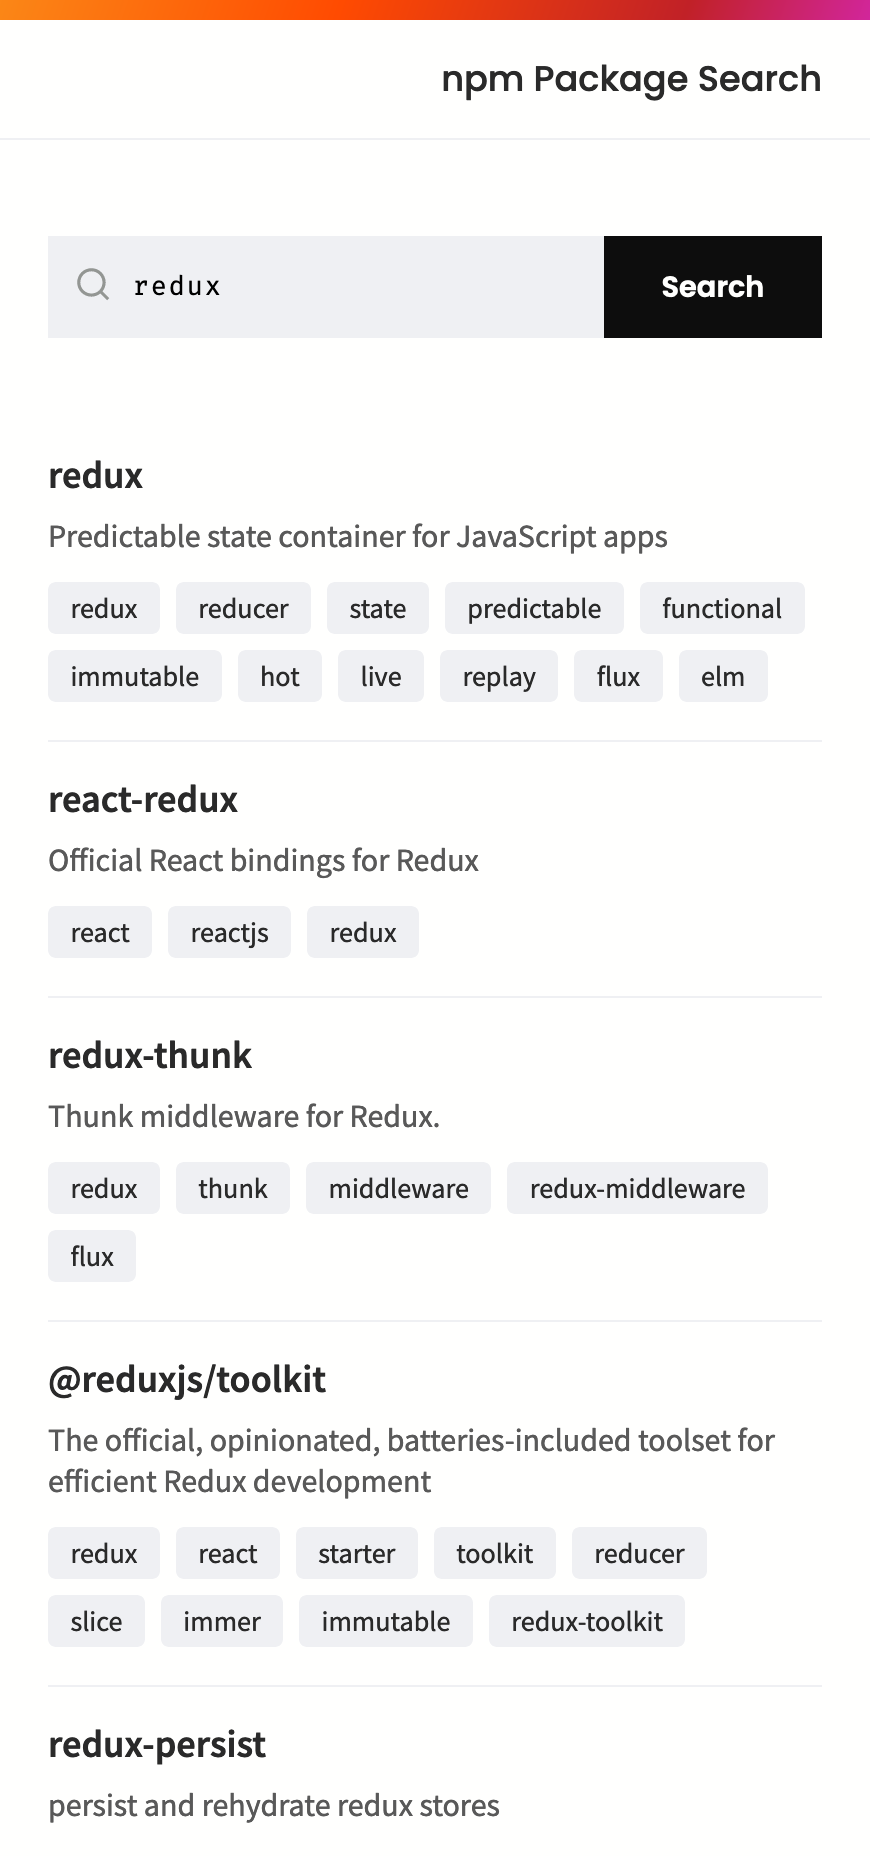 npm Package Search
redux
Search
redux
Predictable state container for JavaScript apps
redux reducer state predictable functional
immutable hot live replay flux elm
react-redux
Official React bindings for Redux
react reactjs redux
redux-thunk
Thunk middleware for Redux.
redux thunk middleware redux-middleware
flux
@reduxjs/toolkit
The official, opinionated, batteries-included toolset for
efficient Redux development
redux react starter toolkit reducer
slice immer immutable redux-toolkit
redux-persist
persist and rehydrate redux stores